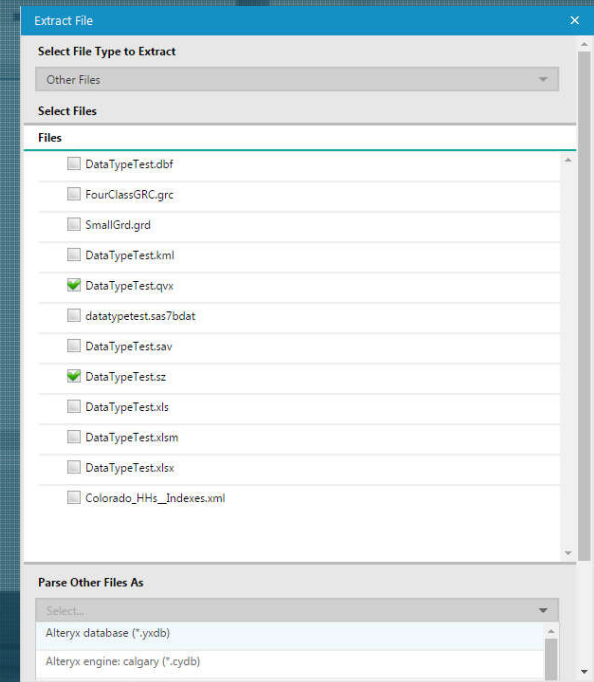 Extract File
Select File Type to Extract
Other Files
Select Files
Files
DataTypeTest.dbf
FourClassGRC.grc
SmallGrd.grd
DataTypeTest.kml
DataTypeTest.qvx
datatypetest.sas7bdat
DataTypeTest.sav
DataTypeTest.sz
DataTypeTest.xls
DataTypeTest.xlsm
DataTypeTest.xlsx
Colorado_HHs__Indexes.xml
Parse Other Files As
Select...
Alteryx database (*.yxdb)
Alteryx engine: calgary (*.cydb)